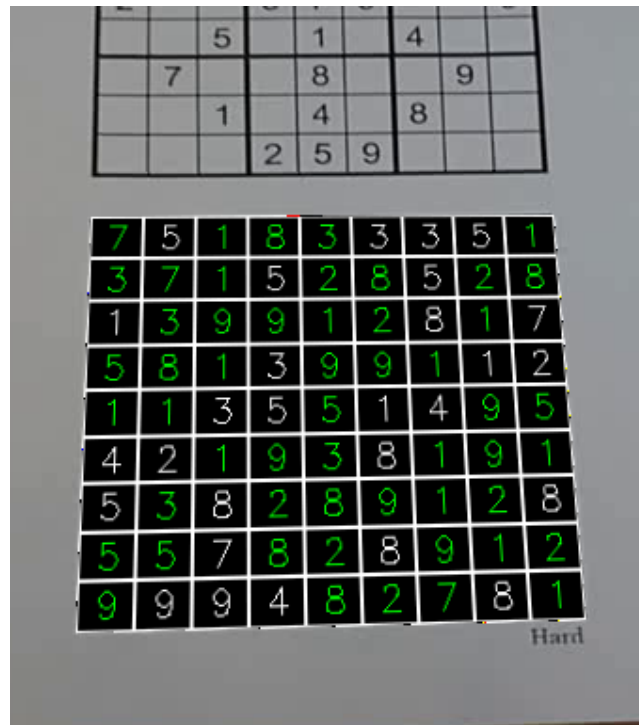 5 1 4
7 8 9
1 4 8
2 5 9
7 5 1 8 3 3 3 5 1
3 7 1 5 2 8 5 2 8
1 3 9 9 1 2 8 1 7
5 8 1 3 9 9 1 1 2
1 1 3 5 5 1 4 9 5
4 2 1 9 3 8 1 9 1
5 3 8 2 8 9 1 2 8
5 5 7 8 2 8 9 1 2
9 9 9 4 8 2 7 8 1
Hard